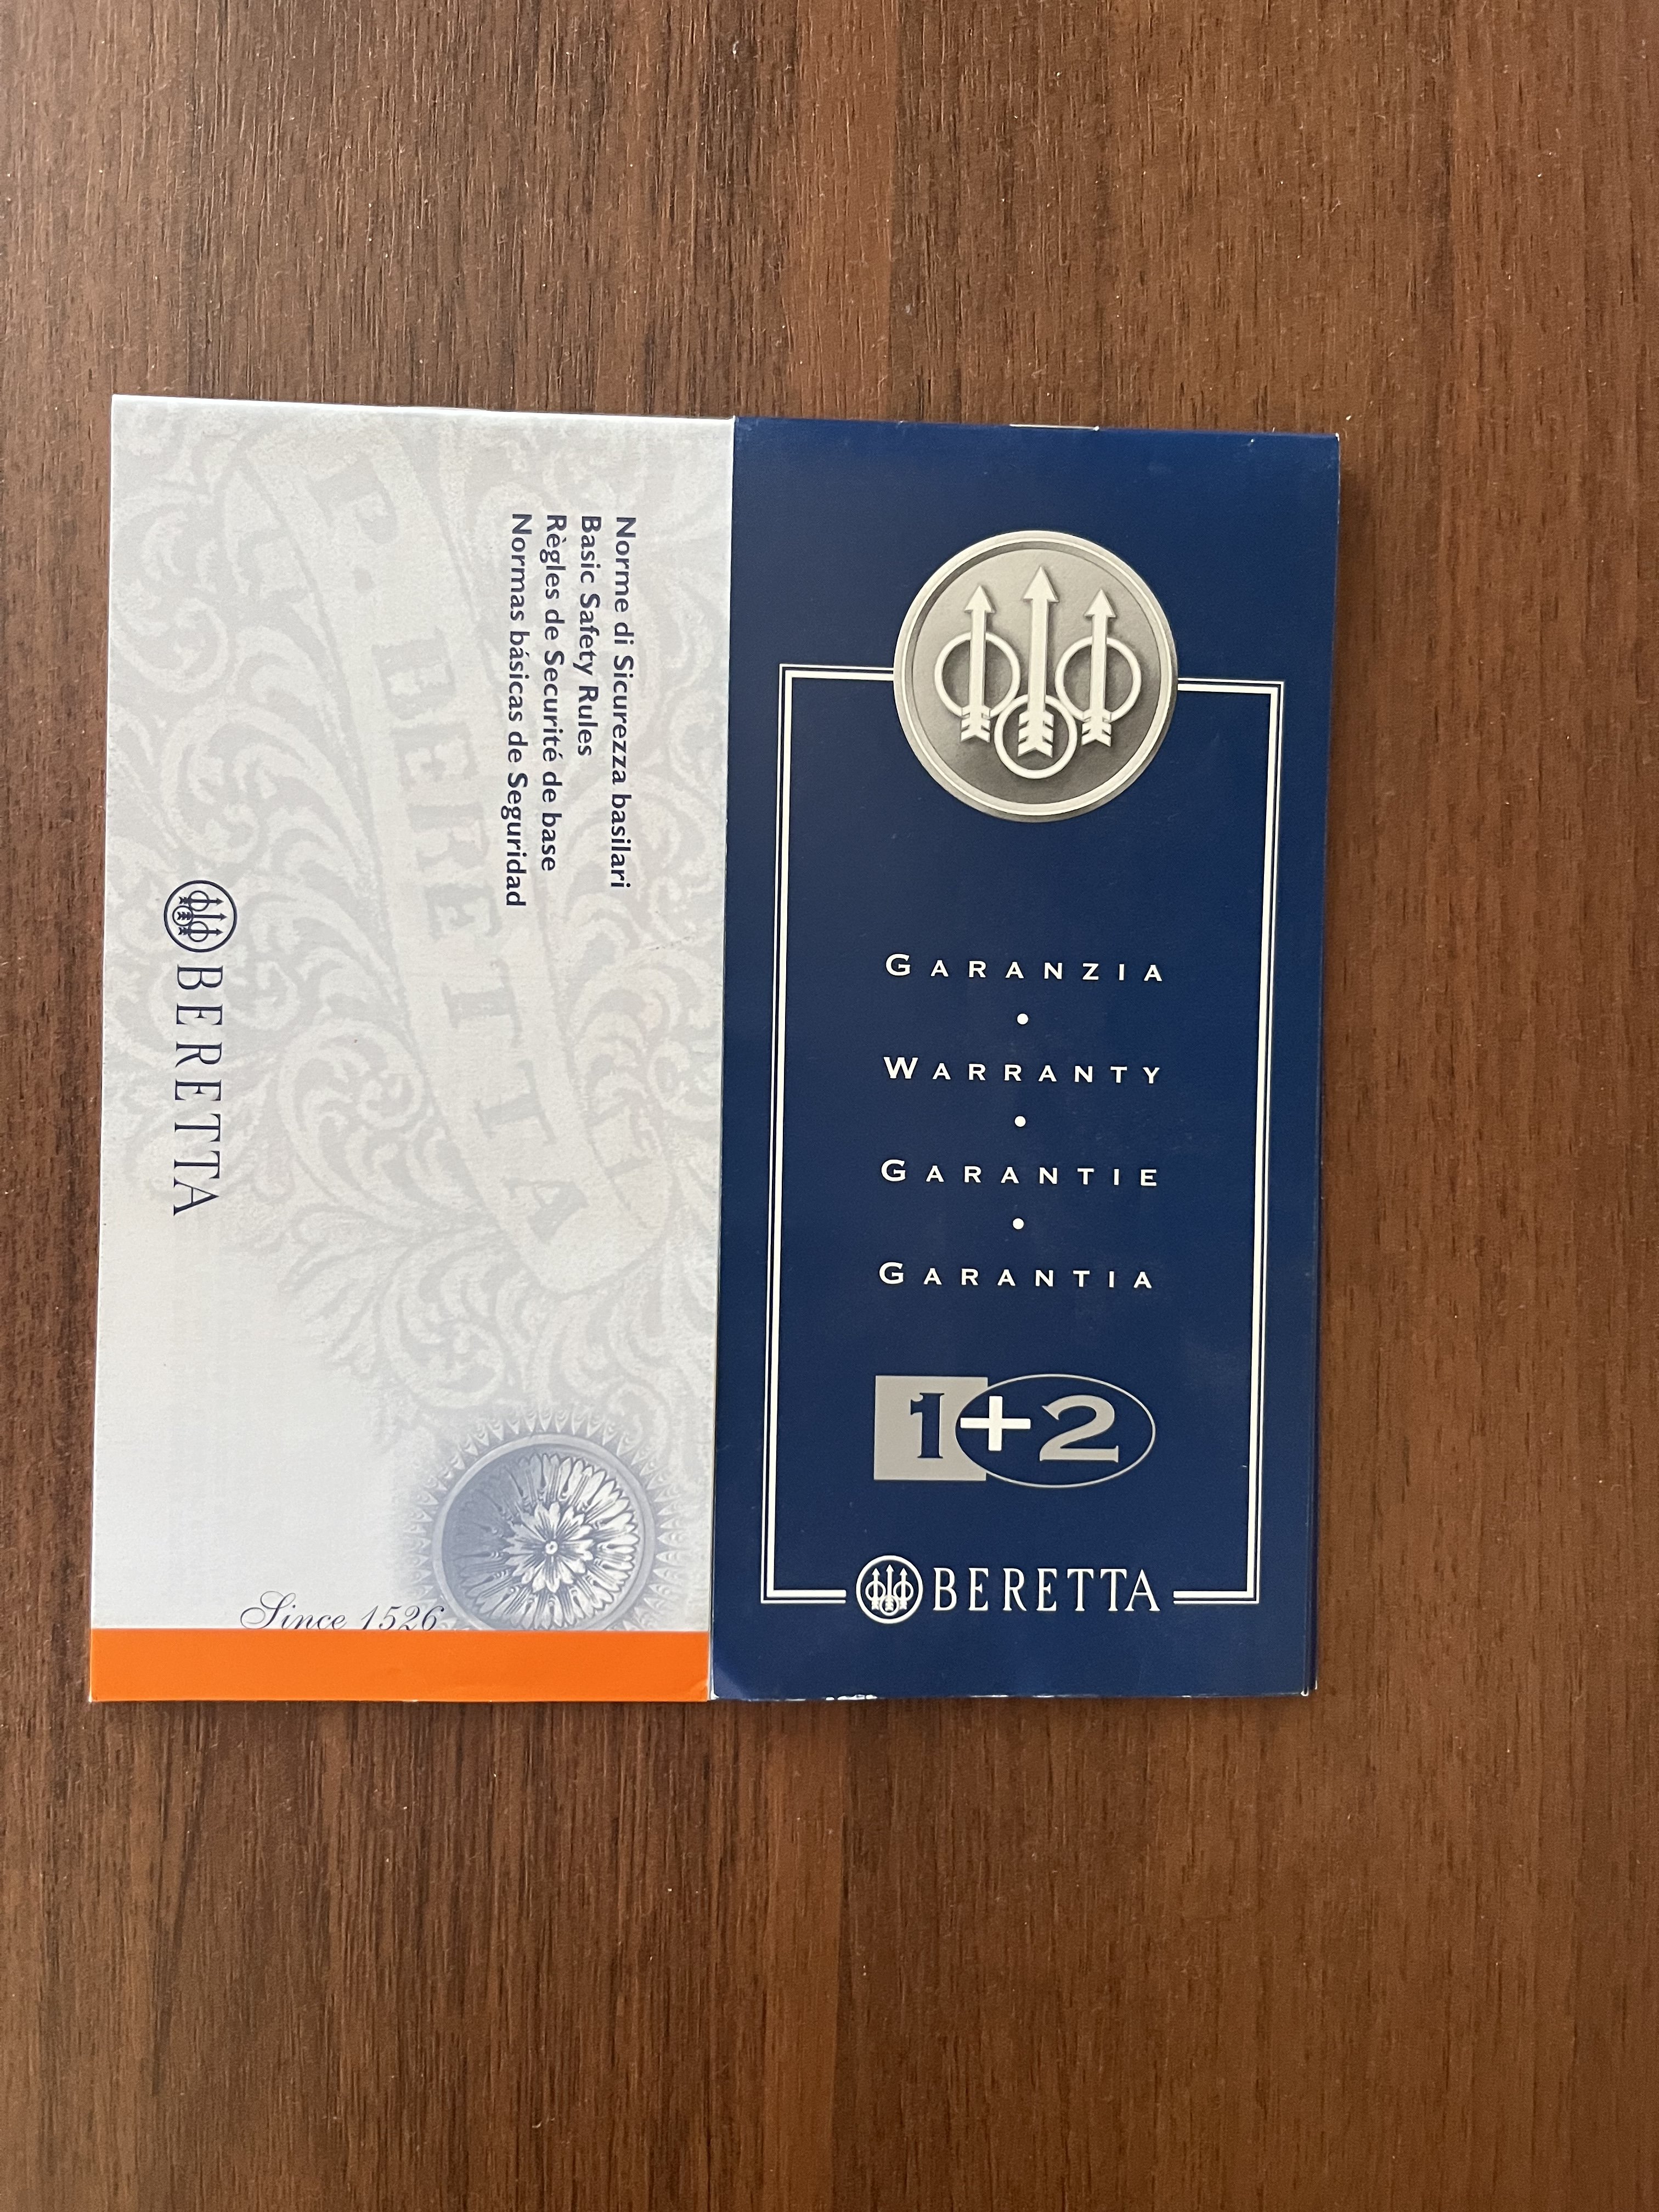 Norme di Sicurezza basilari
Basic Safety Rules
Règles de Securité de base
Normas básicas de Seguridad
P. BERETTA
BERETTA
Since 1526
GARANZIA
•
WARRANTY
•
GARANTIE
•
GARANTIA
1+2
BERETTA